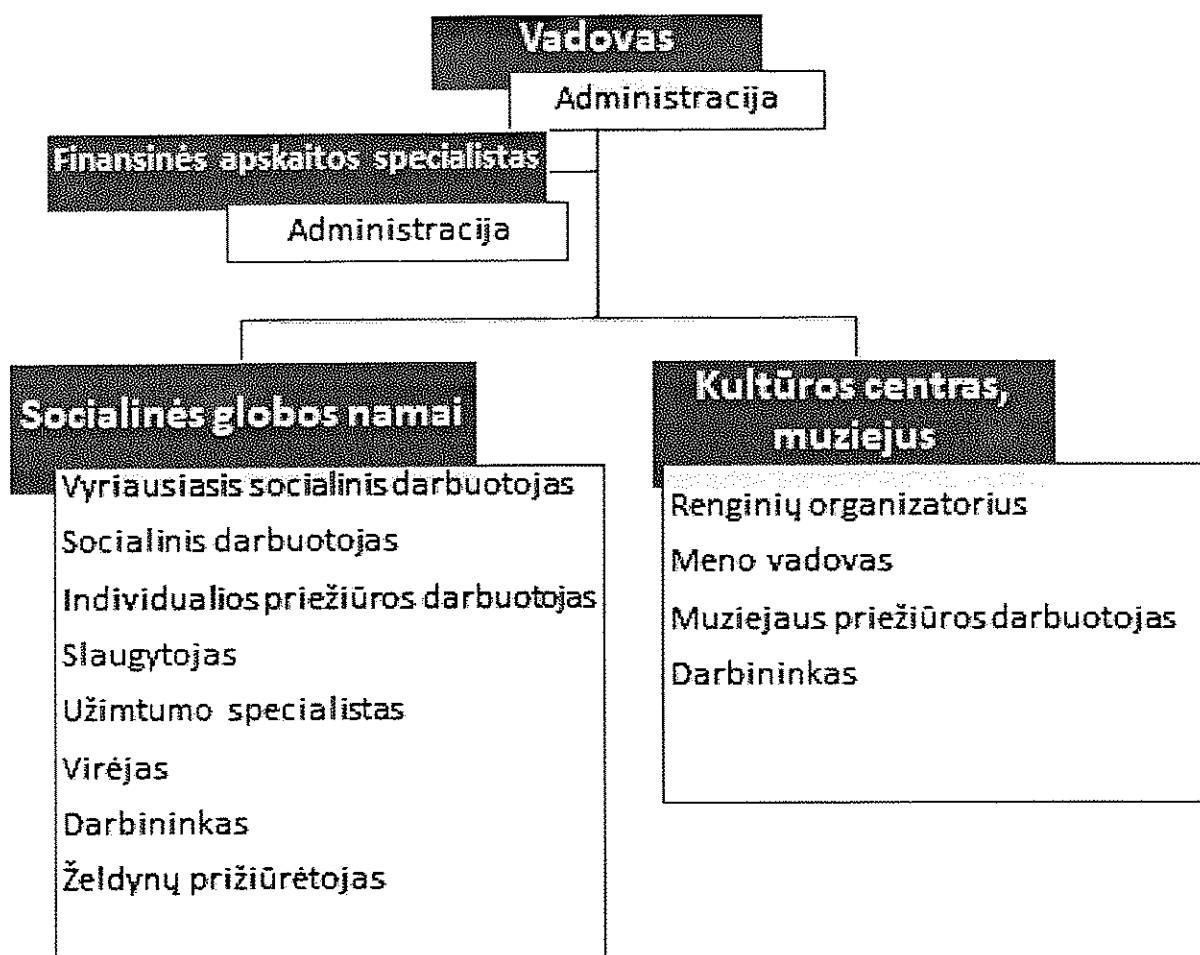 Vadovas
Administracija
Finansinės apskaitos specialistas
Administracija
Socialinės globos namai
Vyriausiasis socialinis darbuotojas
Socialinis darbuotojas
Individualios priežiūros darbuotojas
Slaugytojas
Užimtumo specialistas
Virėjas
Darbininkas
Želdynų prižiūrėtojas
Kultūros centras,
muziejus
Renginių organizatorius
Meno vadovas
Muziejaus priežiūros darbuotojas
Darbininkas